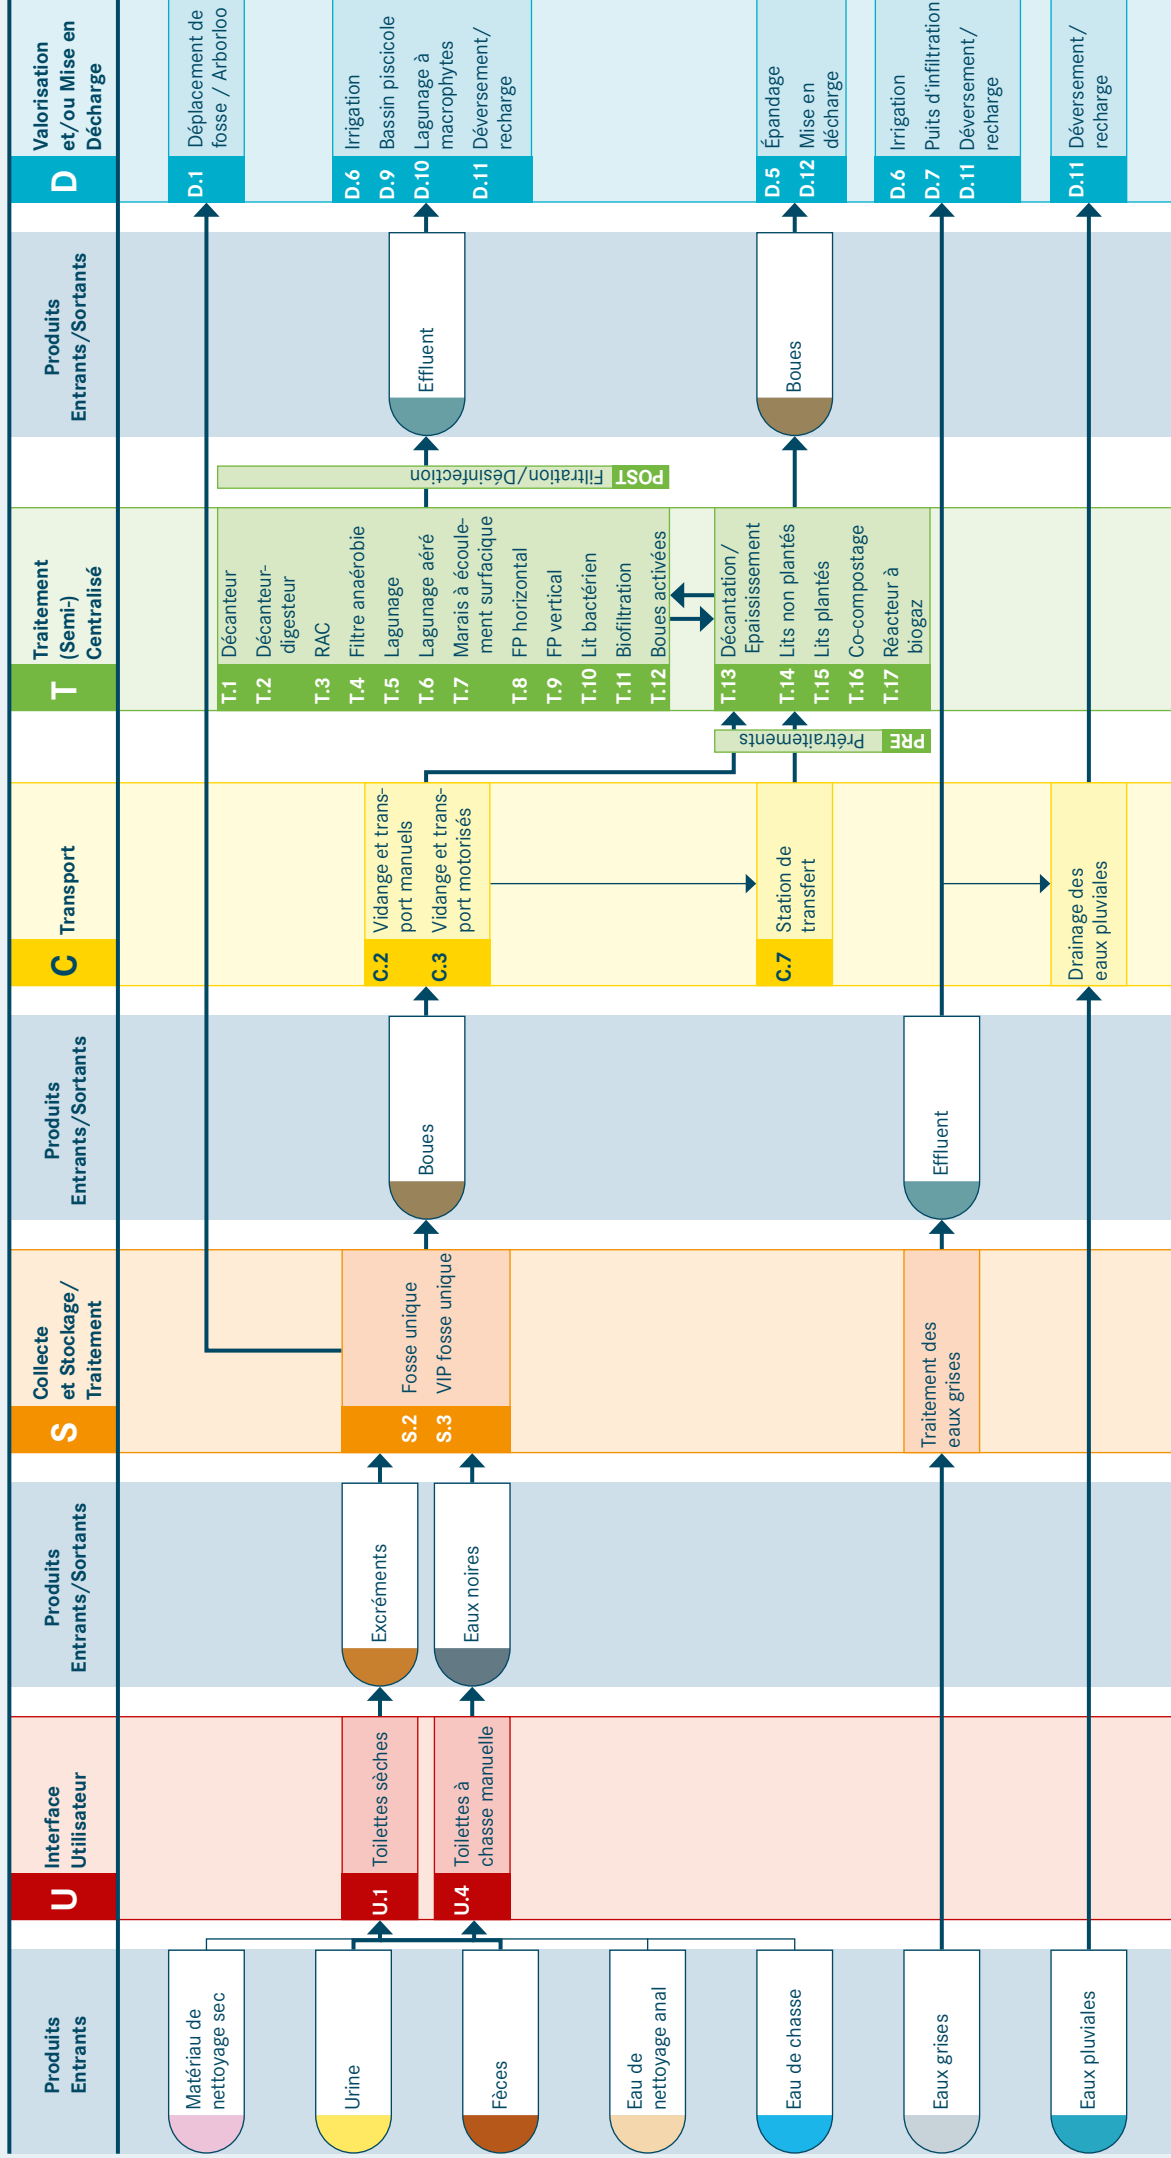 Produits
Entrants
U
Interface
Utilisateur
Produits
Entrants/Sortants
S
Collecte
et Stockage/
Traitement
Produits
Entrants/Sortants
C
Transport
T
Traitement
(Semi-)
Centralisé
Produits
Entrants/Sortants
D
Valorisation
et/ou Mise en
Décharge
Matériau de
nettoyage sec
Urine
Fèces
Eau de
nettoyage anal
Eau de chasse
Eaux grises
Eaux pluviales
U.1 Toilettes sèches
U.4 Toilettes à
chasse manuelle
Excréments
Eaux noires
S.2 Fosse unique
S.3 VIP fosse unique
Traitement des
eaux grises
Boues
Effluent
C.2 Vidange et trans-
port manuels
C.3 Vidange et trans-
port motorisés
C.7 Station de
transfert
Drainage des
eaux pluviales
PRE Prétraitements
T.1 Décanteur
T.2 Décanteur-
digesteur
T.3 RAC
T.4 Filtre anaérobie
T.5 Lagunage
T.6 Lagunage aéré
T.7 Marais à écoule-
ment surfacique
T.8 FP horizontal
T.9 FP vertical
T.10 Lit bactérien
T.11 Biofiltration
T.12 Boues activées
T.13 Décantation/
Epaississement
T.14 Lits non plantés
T.15 Lits plantés
T.16 Co-compostage
T.17 Réacteur à
biogaz
POST Filtration/Désinfection
Effluent
Boues
D.1 Déplacement de
fosse / Arborloo
D.6 Irrigation
D.9 Bassin piscicole
D.10 Lagunage à
macrophytes
D.11 Déversement/
recharge
D.5 Épandage
D.12 Mise en
décharge
D.6 Irrigation
D.7 Puits d'infiltration
D.11 Déversement/
recharge
D.11 Déversement/
recharge